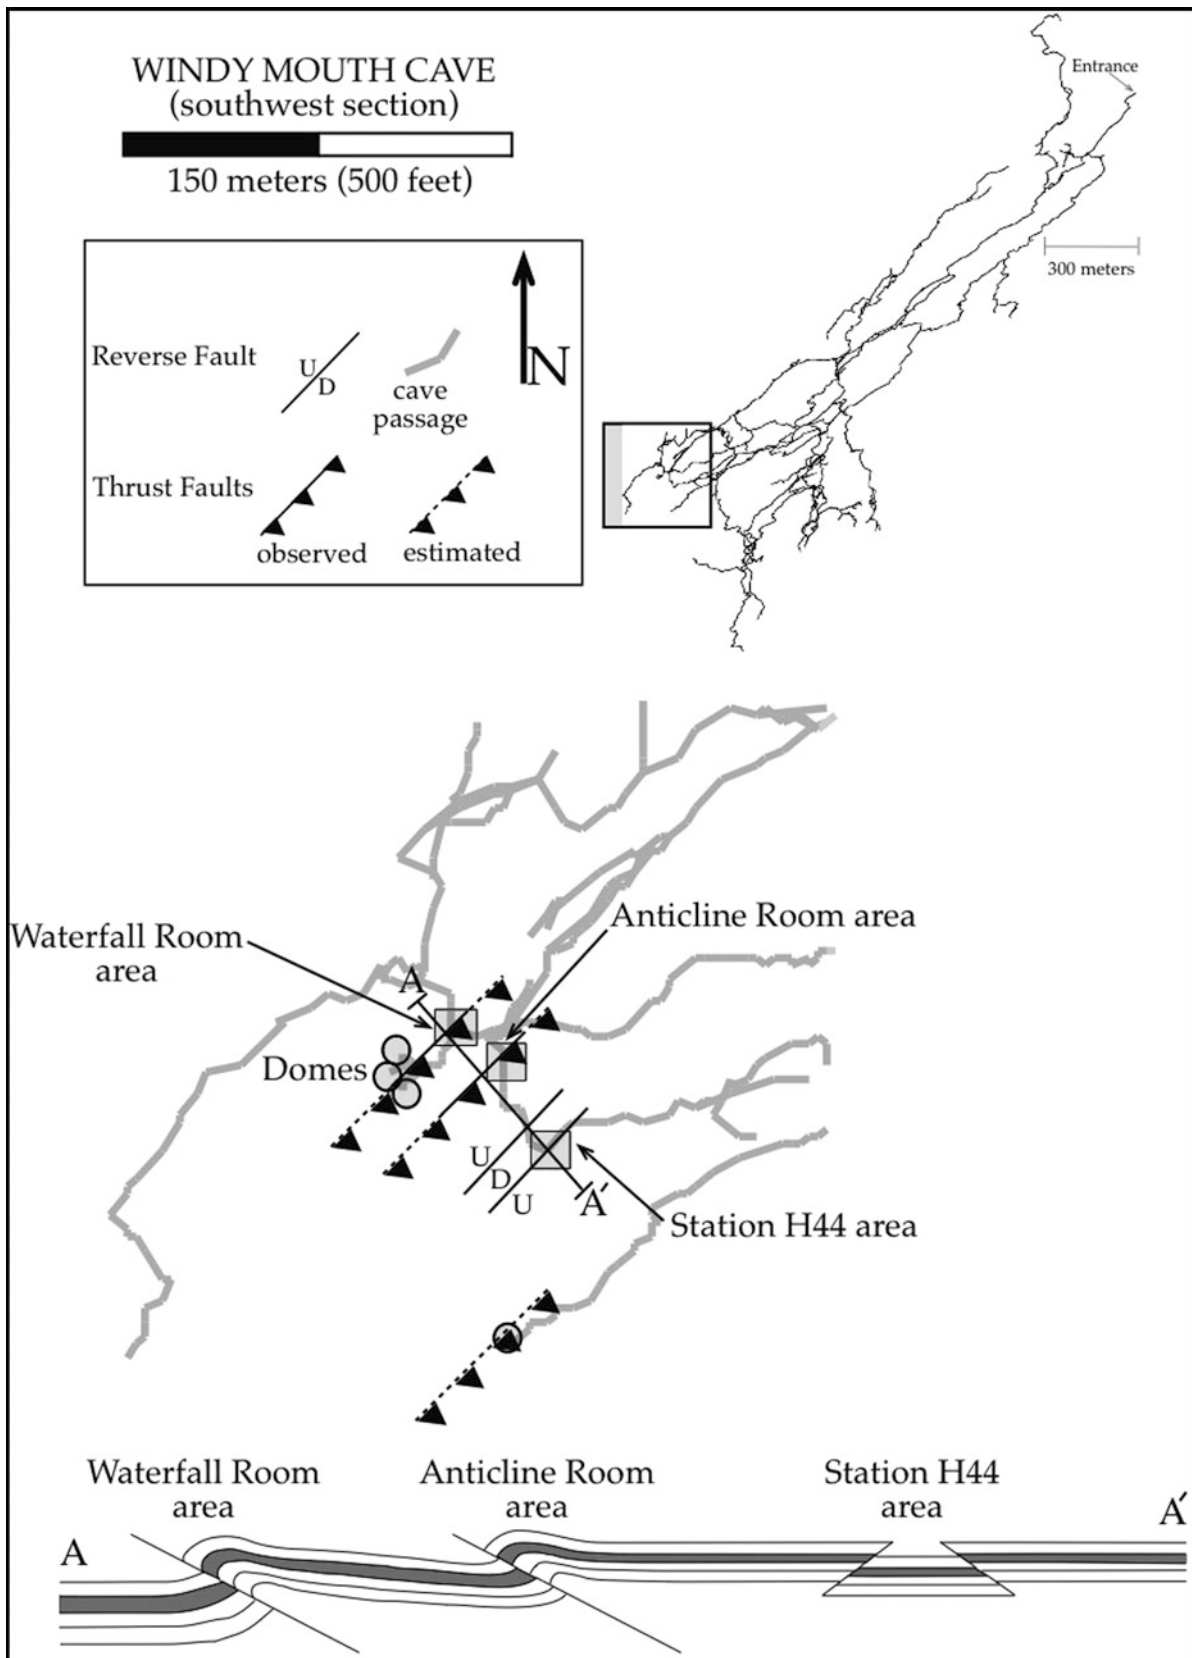 WINDY MOUTH CAVE
(southwest section)
150 meters (500 feet)
Entrance
300 meters
N
Reverse Fault
U
D
cave
passage
Thrust Faults
observed
estimated
Anticline Room area
Waterfall Room
area
A
Domes
U
D
U
A′
Station H44 area
Waterfall Room
area
Anticline Room
area
Station H44
area
A
A′